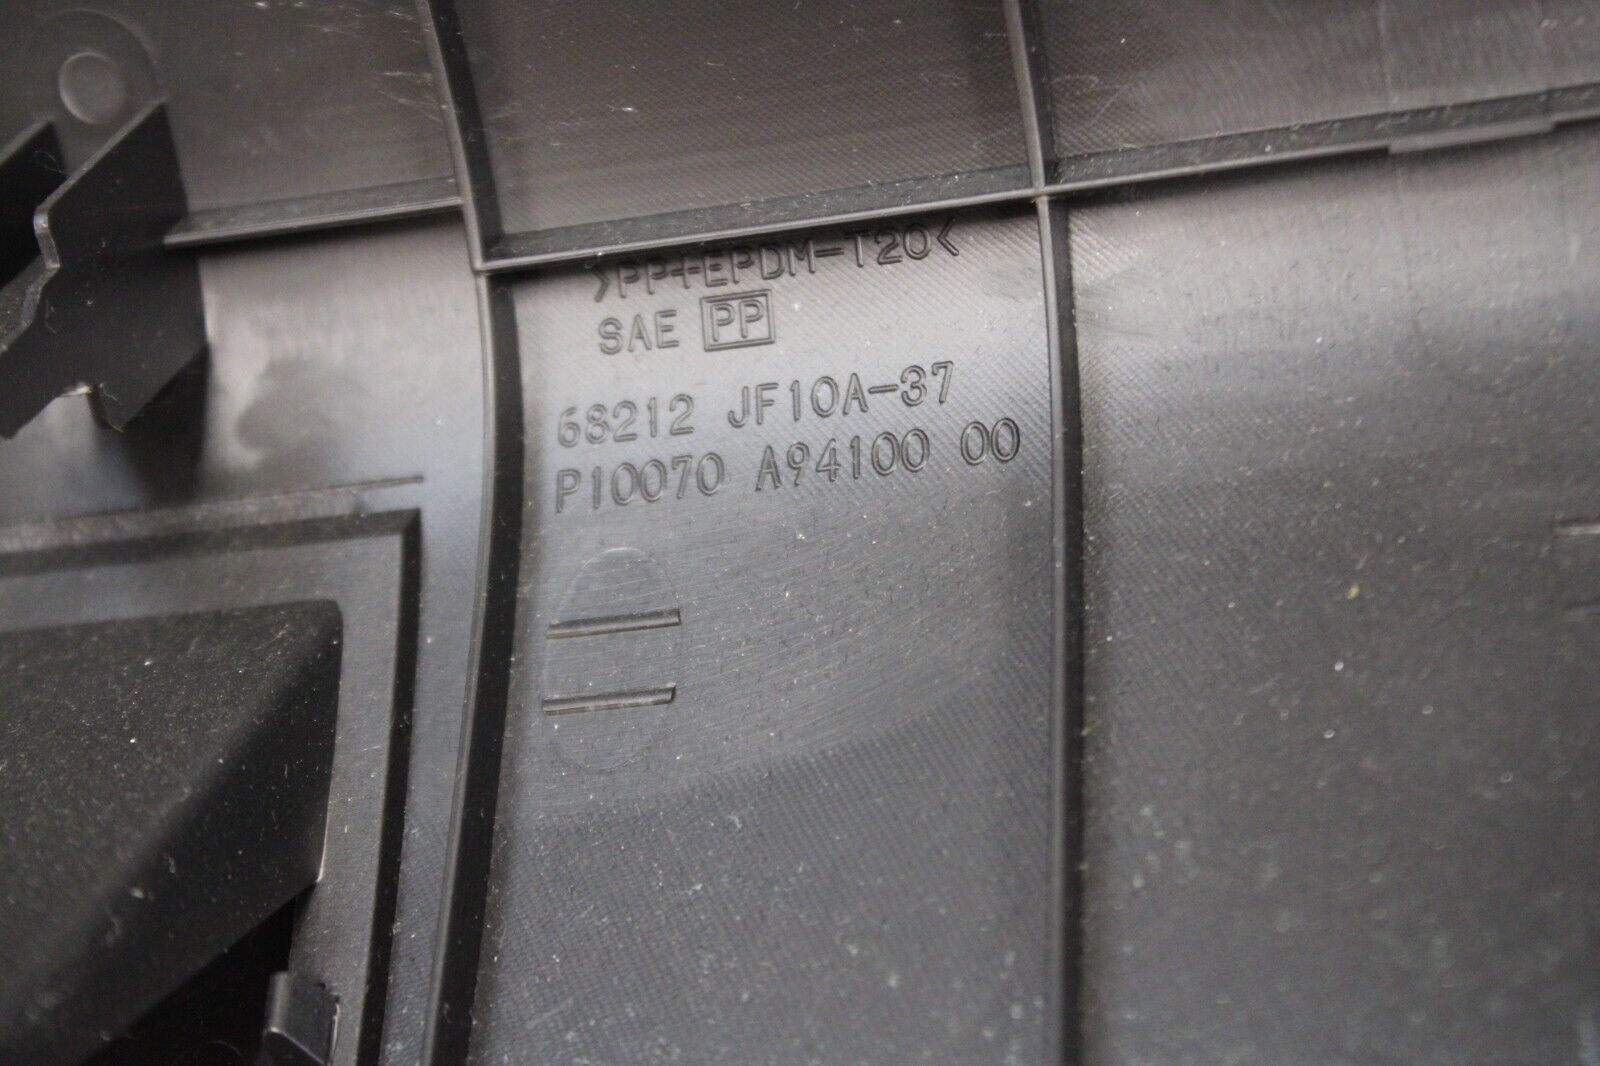 >PP+EPDM-T20<
SAE PP
68212 JF10A-37
P10070 A94100 00